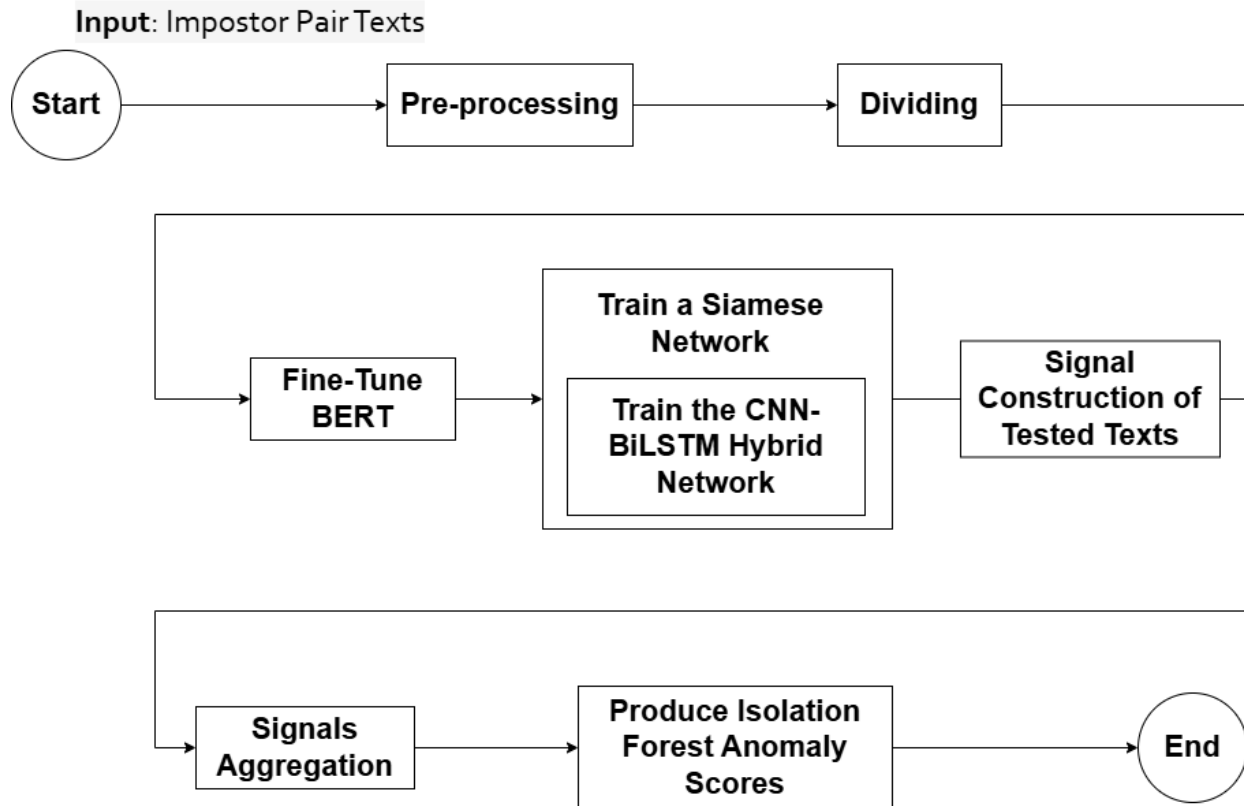 Input: Impostor Pair Texts
Start
Pre-processing
Dividing
Fine-Tune
BERT
Train a Siamese
Network
Train the CNN-
BiLSTM Hybrid
Network
Signal
Construction of
Tested Texts
Signals
Aggregation
Produce Isolation
Forest Anomaly
Scores
End